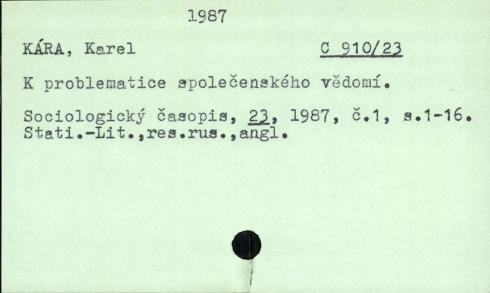 1987
KÁRA, Karel C 910/23
K problematice společenského vědomí.
Sociologický časopis, 23, 1987, č.1, s.1-16.
Stati.-Lit.,res.rus.,angl.